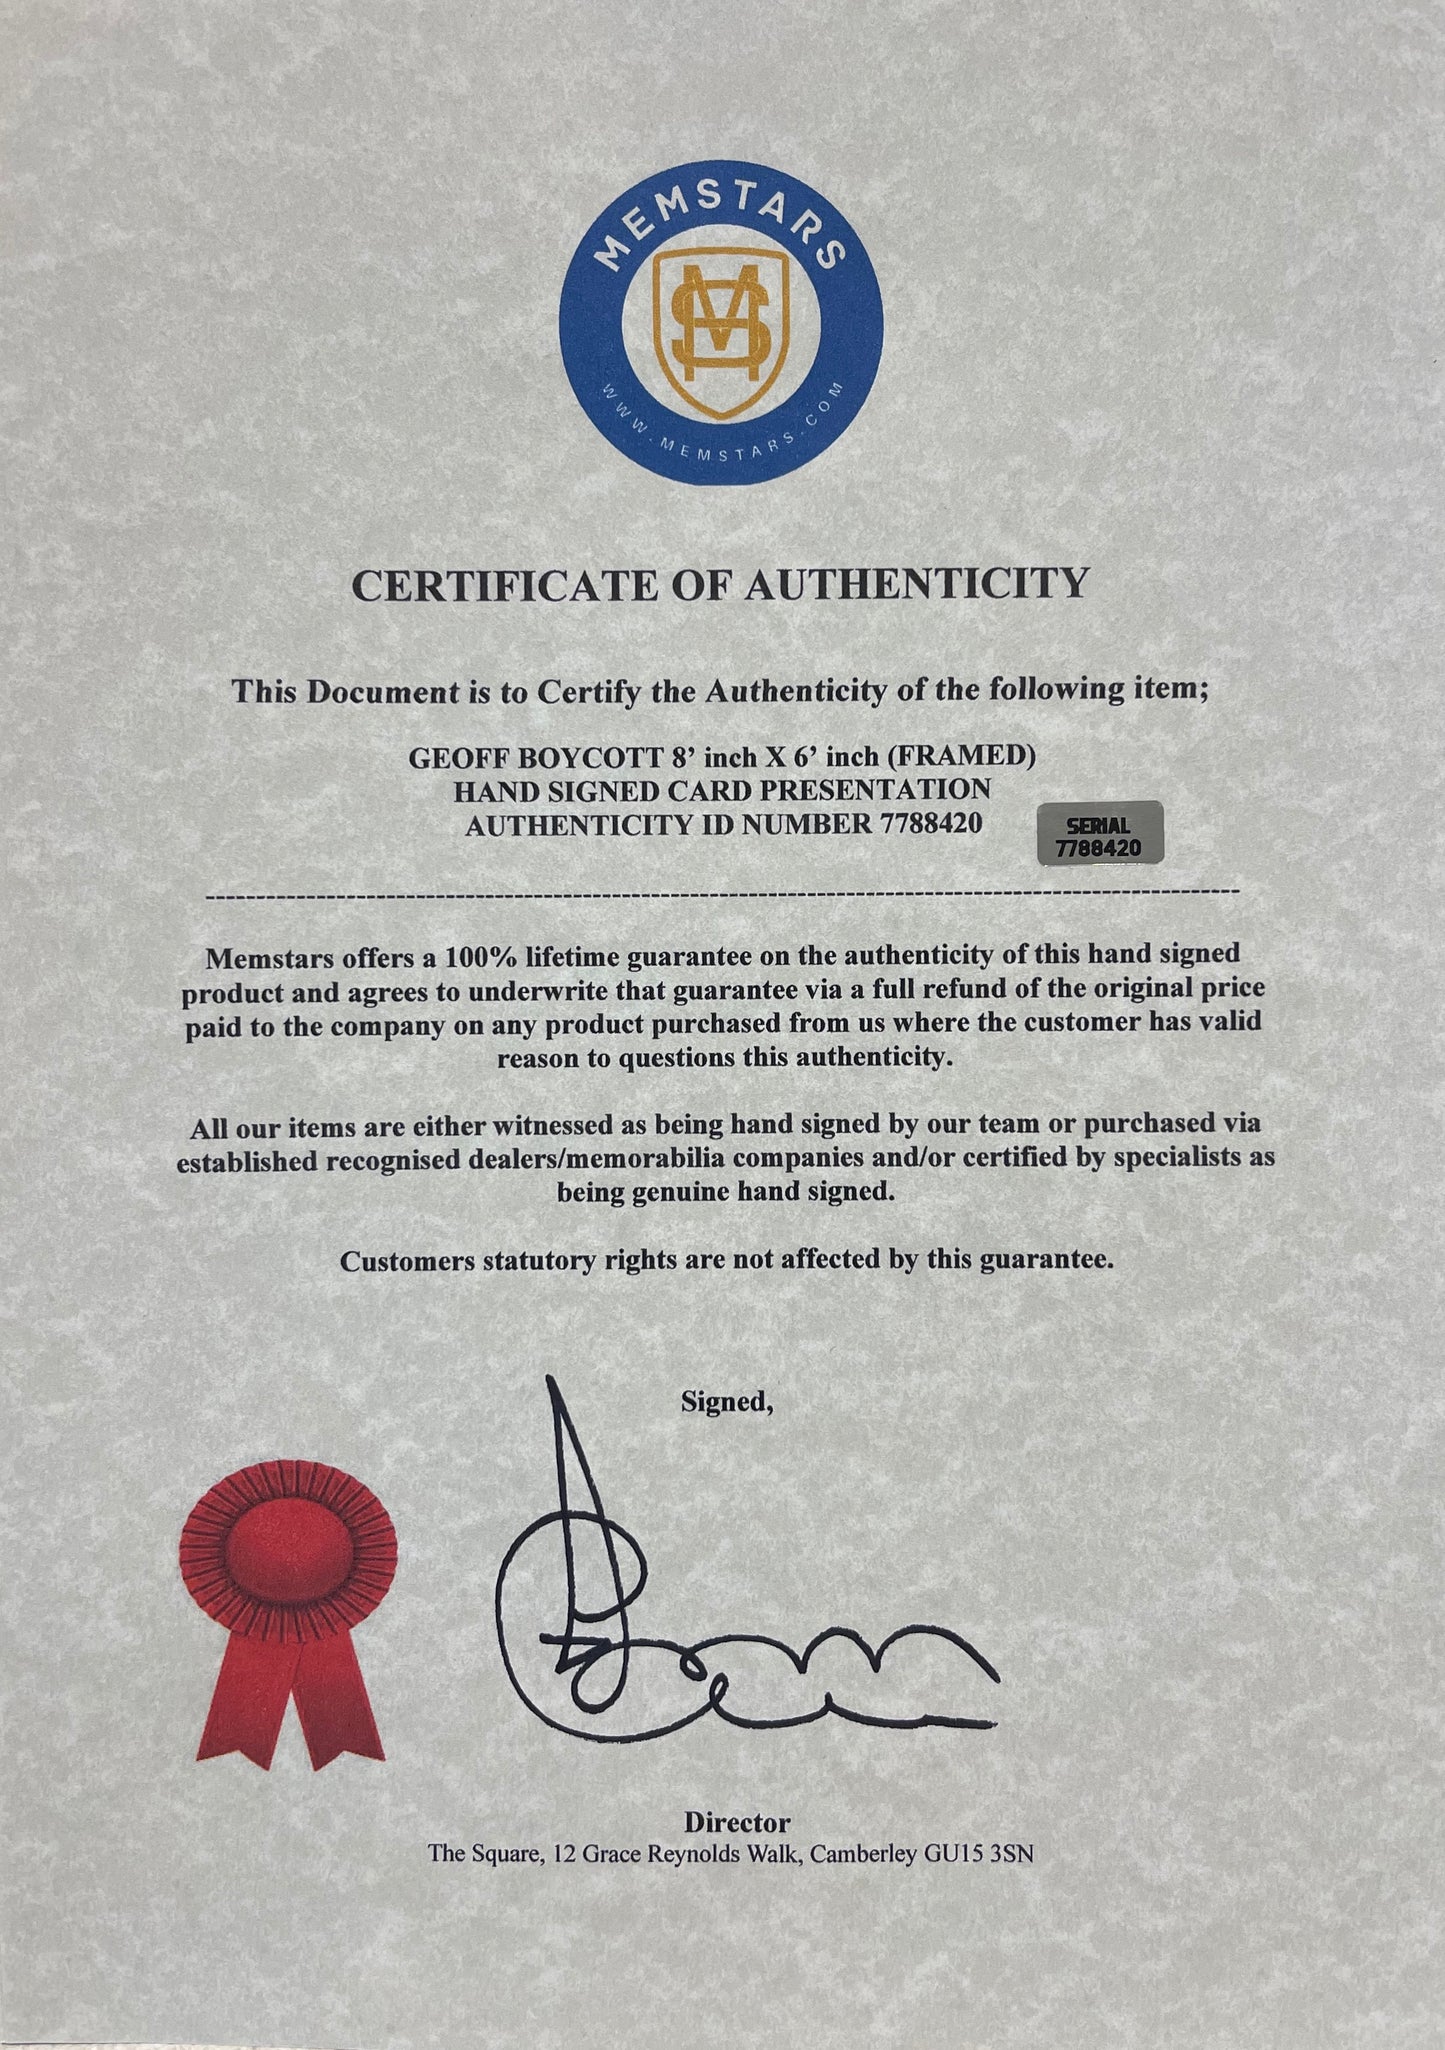 MEMSTARS
WWW.MEMSTARS.COM
CERTIFICATE OF AUTHENTICITY
This Document is to Certify the Authenticity of the following item;
GEOFF BOYCOTT 8’ inch X 6’ inch (FRAMED)
HAND SIGNED CARD PRESENTATION
AUTHENTICITY ID NUMBER 7788420
SERIAL
7788420
Memstars offers a 100% lifetime guarantee on the authenticity of this hand signed
product and agrees to underwrite that guarantee via a full refund of the original price
paid to the company on any product purchased from us where the customer has valid
reason to questions this authenticity.
All our items are either witnessed as being hand signed by our team or purchased via
established recognised dealers/memorabilia companies and/or certified by specialists as
being genuine hand signed.
Customers statutory rights are not affected by this guarantee.
Signed,
Director
The Square, 12 Grace Reynolds Walk, Camberley GU15 3SN